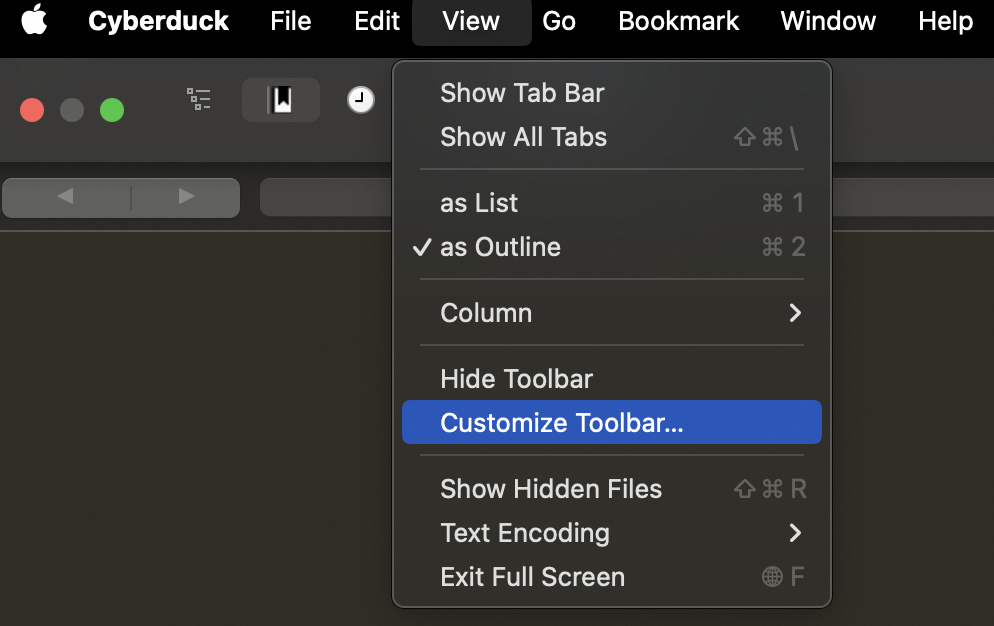 Cyberduck File Edit View Go Bookmark Window Help
Show Tab Bar
Show All Tabs ⇧⌘\
as List ⌘ 1
✓ as Outline ⌘ 2
Column >
Hide Toolbar
Customize Toolbar...
Show Hidden Files ⇧⌘ R
Text Encoding >
Exit Full Screen 🌐 F